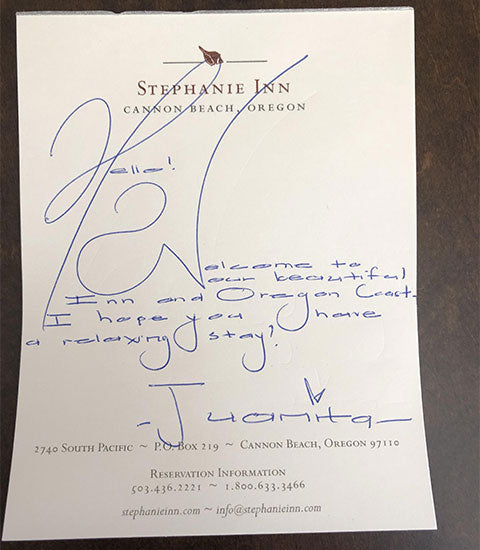 Stephanie Inn
Cannon Beach, Oregon
Hello!
Welcome to
our beautiful
Inn and Oregon Coast.
I hope you have
a relaxing stay!
- Juanita -
2740 South Pacific ~ P.O. Box 219 ~ Cannon Beach, Oregon 97110
Reservation Information
503.436.2221 ~ 1.800.633.3466
stephanieinn.com ~ info@stephanieinn.com